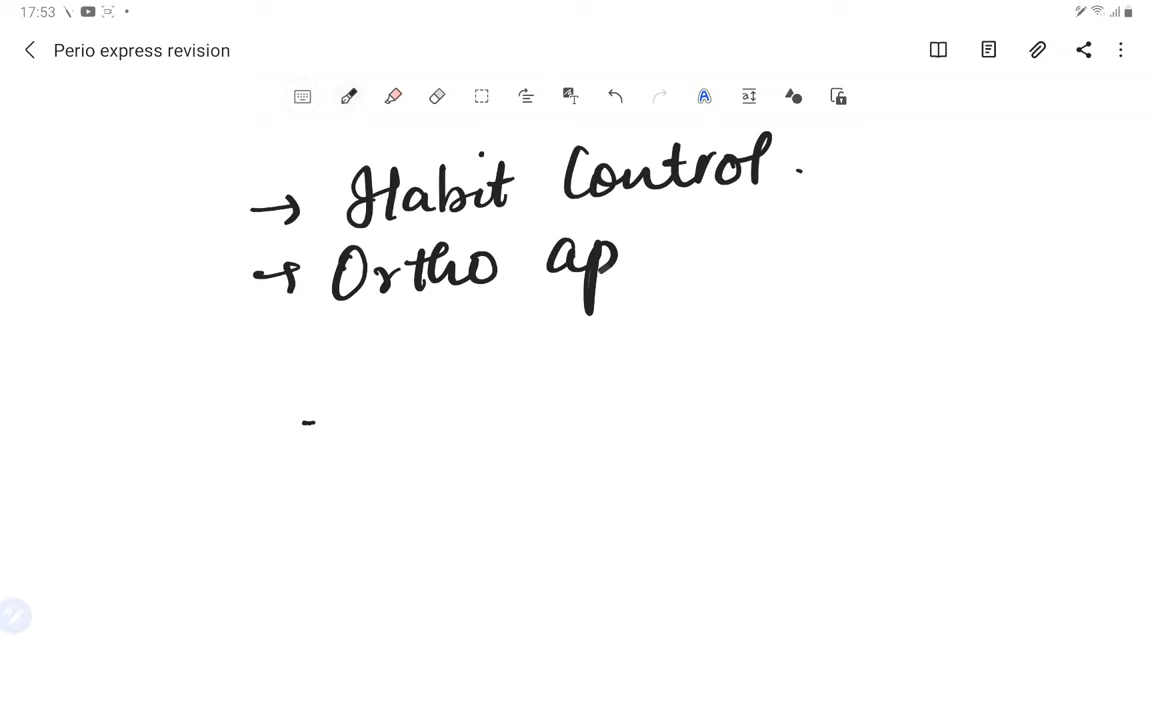 17:53
Perio express revision
→ Habit Control.
→ Ortho ap
-